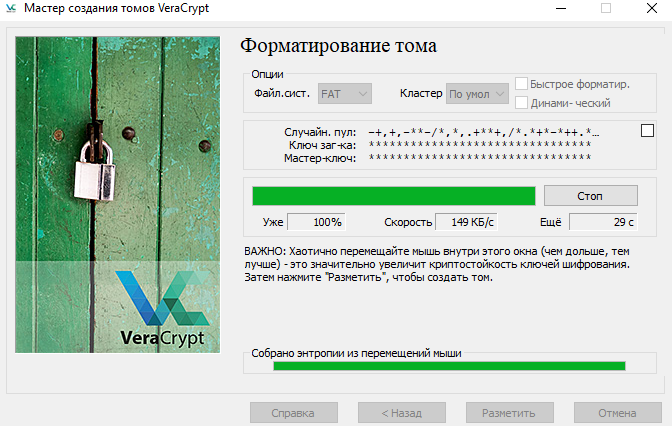 Мастер создания томов VeraCrypt
Форматирование тома
Опции
Файл.сист. FAT Кластер По умол Быстрое форматир.
Динами- ческий
Случайн. пул: -+,+,-**-/*,*,.+**+,/*.*+*-*++.*…
Ключ заг-ка: ********************************
Мастер-ключ: ********************************
Стоп
Уже 100% Скорость 149 КБ/с Ещё 29 с
ВАЖНО: Хаотично перемещайте мышь внутри этого окна (чем дольше, тем
лучше) - это значительно увеличит криптостойкость ключей шифрования.
Затем нажмите "Разметить", чтобы создать том.
VeraCrypt
Собрано энтропии из перемещений мыши
Справка < Назад Разметить Отмена